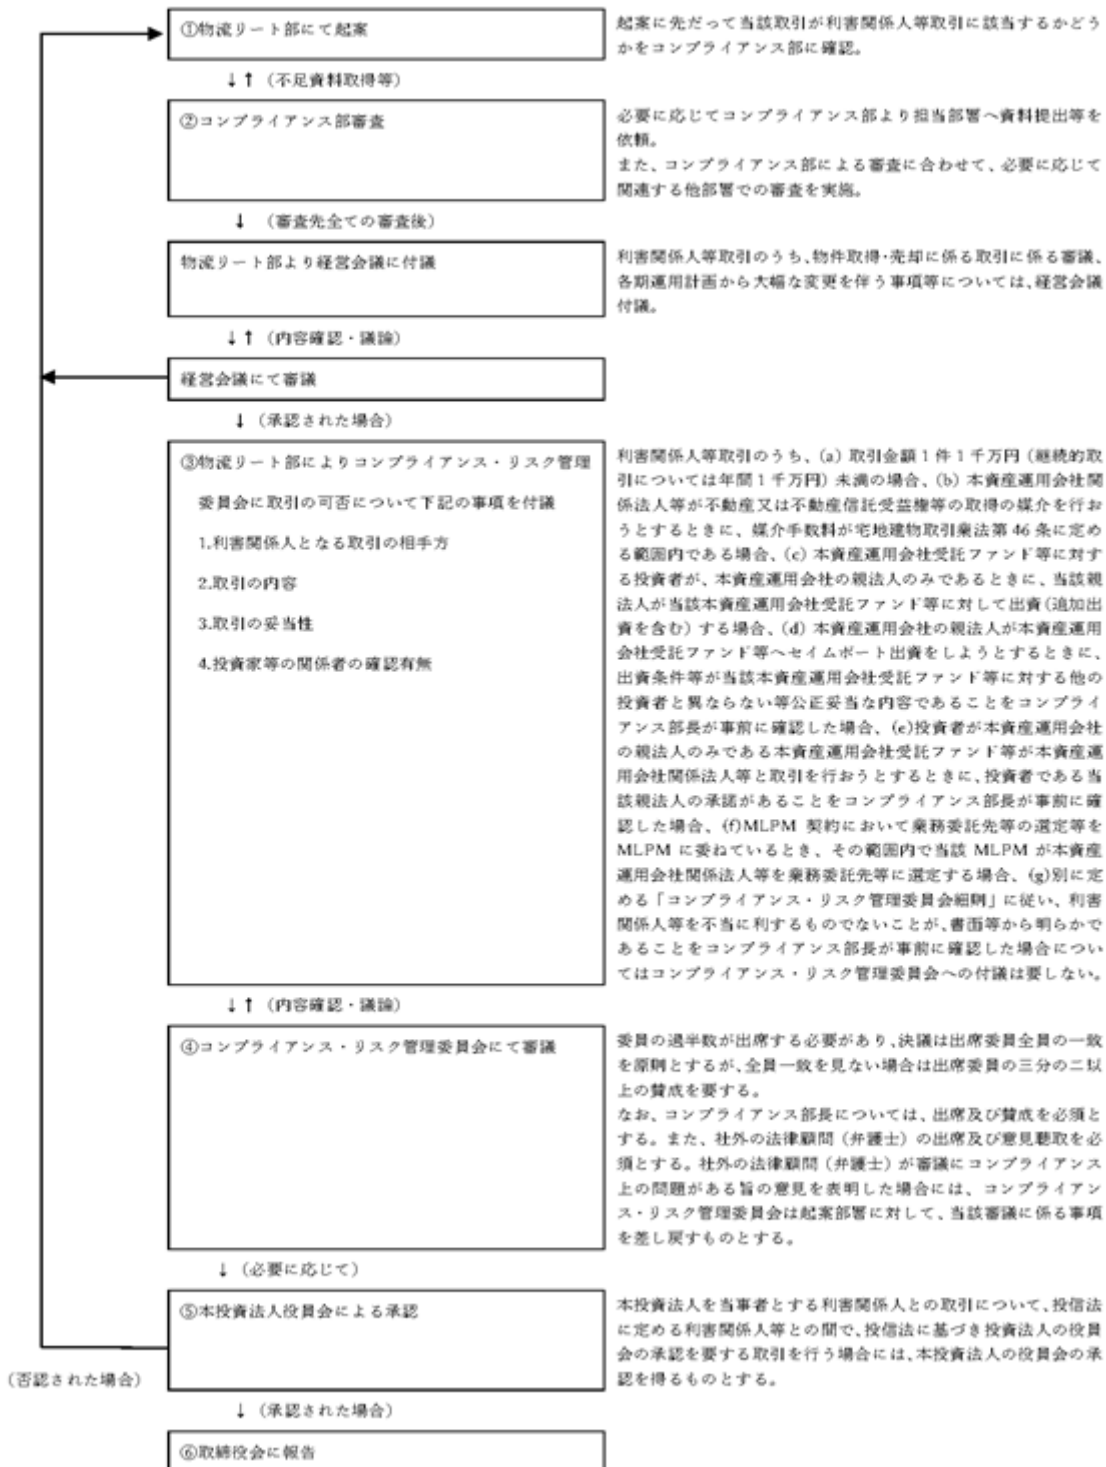 ①物流リート部にて起案
起案に先だって当該取引が利害関係人等取引に該当するかどう
かをコンプライアンス部に確認。
↓↑（不足資料取得等）
②コンプライアンス部審査
必要に応じてコンプライアンス部より担当部署へ資料提出等を
依頼。
また、コンプライアンス部による審査に合わせて、必要に応じて
関連する他部署での審査を実施。
↓（審査先全ての審査後）
物流リート部より経営会議に付議
利害関係人等取引のうち、物件取得・売却に係る取引に係る審議、
各期運用計画から大幅な変更を伴う事項等については、経営会議
付議。
↓↑（内容確認・議論）
経営会議にて審議
↓（承認された場合）
③物流リート部によりコンプライアンス・リスク管理
委員会に取引の可否について下記の事項を付議
1.利害関係人となる取引の相手方
2.取引の内容
3.取引の妥当性
4.投資家等の関係者の確認有無
利害関係人等取引のうち、(a) 取引金額１件１千万円（継続的取
引については年間１千万円）未満の場合、(b) 本資産運用会社関
係法人等が不動産又は不動産信託受益権等の取得の媒介を行お
うとするときに、媒介手数料が宅地建物取引業法第 46 条に定め
る範囲内である場合、(c) 本資産運用会社受託ファンド等に対す
る投資者が、本資産運用会社の親法人のみであるときに、当該親
法人が当該本資産運用会社受託ファンド等に対して出資（追加出
資を含む）する場合、(d) 本資産運用会社の親法人が本資産運用
会社受託ファンド等へセイムボート出資をしようとするときに、
出資条件等が当該本資産運用会社受託ファンド等に対する他の
投資者と異ならない等公正妥当な内容であることをコンプライ
アンス部長が事前に確認した場合、(e)投資者が本資産運用会社
の親法人のみである本資産運用会社受託ファンド等が本資産運
用会社関係法人等と取引を行おうとするときに、投資者である当
該親法人の承諾があることをコンプライアンス部長が事前に確
認した場合、(f)MLPM 契約において業務委託先等の選定等を
MLPM に委ねているとき、その範囲内で当該 MLPM が本資産
運用会社関係法人等を業務委託先等に選定する場合、(g)別に定
める「コンプライアンス・リスク管理委員会細則」に従い、利害
関係人等を不当に利するものでないことが、書面等から明らかで
あることをコンプライアンス部長が事前に確認した場合につい
てはコンプライアンス・リスク管理委員会への付議は要しない。
↓↑（内容確認・議論）
④コンプライアンス・リスク管理委員会にて審議
委員の過半数が出席する必要があり、決議は出席委員全員の一致
を原則とするが、全員一致を見ない場合は出席委員の三分の二以
上の賛成を要する。
なお、コンプライアンス部長については、出席及び賛成を必須と
する。また、社外の法律顧問（弁護士）の出席及び意見聴取を必
須とする。社外の法律顧問（弁護士）が審議にコンプライアンス
上の問題がある旨の意見を表明した場合には、コンプライアン
ス・リスク管理委員会は起案部署に対して、当該審議に係る事項
を差し戻すものとする。
↓（必要に応じて）
⑤本投資法人役員会による承認
本投資法人を当事者とする利害関係人との取引について、投信法
に定める利害関係人等との間で、投信法に基づき投資法人の役員
会の承認を要する取引を行う場合には、本投資法人の役員会の承
認を得るものとする。
（否認された場合）
↓（承認された場合）
⑥取締役会に報告